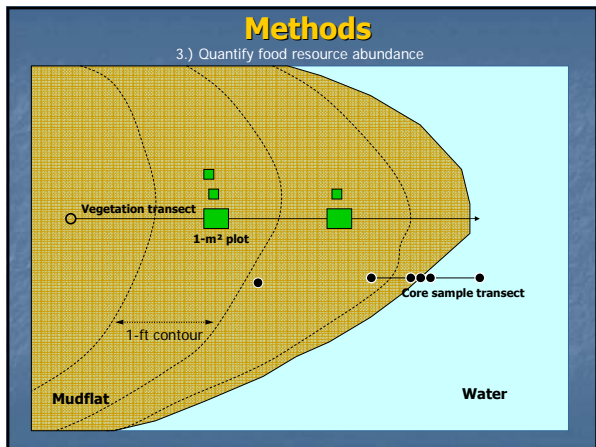 Methods
3.) Quantify food resource abundance
Vegetation transect
1-m² plot
Core sample transect
1-ft contour
Mudflat
Water